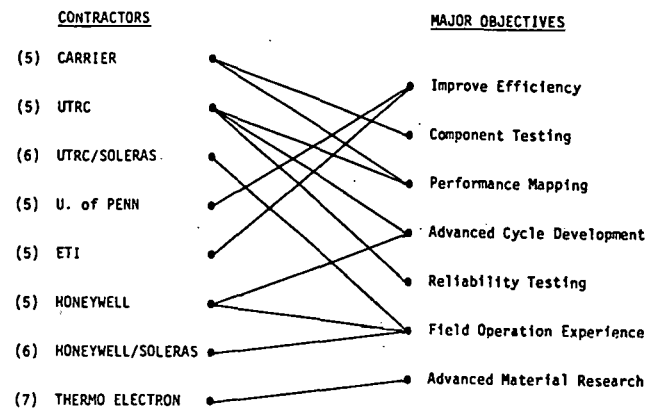 CONTRACTORS
MAJOR OBJECTIVES
(5) CARRIER
(5) UTRC
(6) UTRC/SOLERAS
(5) U. of PENN
(5) ETI
(5) HONEYWELL
(6) HONEYWELL/SOLERAS
(7) THERMO ELECTRON
Improve Efficiency
Component Testing
Performance Mapping
Advanced Cycle Development
Reliability Testing
Field Operation Experience
Advanced Material Research